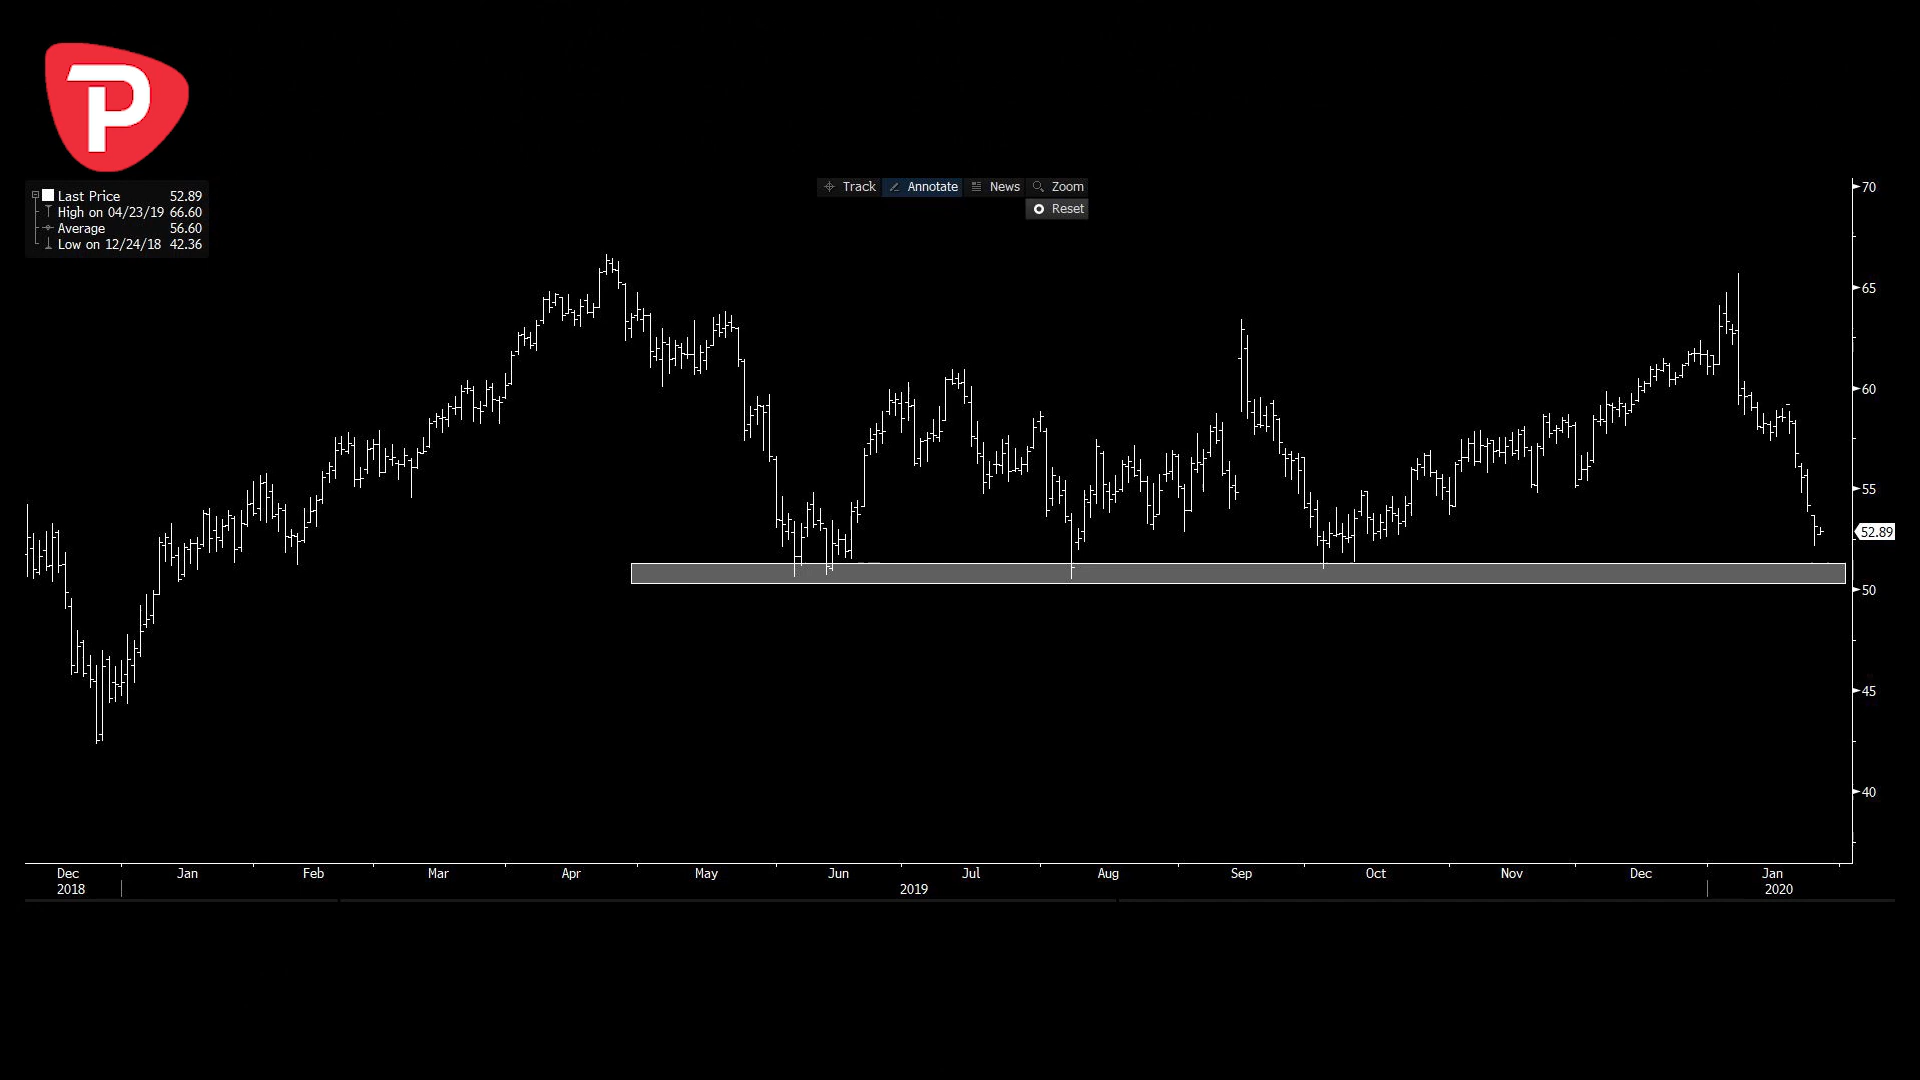 P
Last Price 52.89
High on 04/23/19 66.60
Average 56.60
Low on 12/24/18 42.36
Track Annotate News Zoom
Reset
70
65
60
55
52.89
50
45
40
Dec Jan Feb Mar Apr May Jun Jul Aug Sep Oct Nov Dec Jan
2018 2019 2020